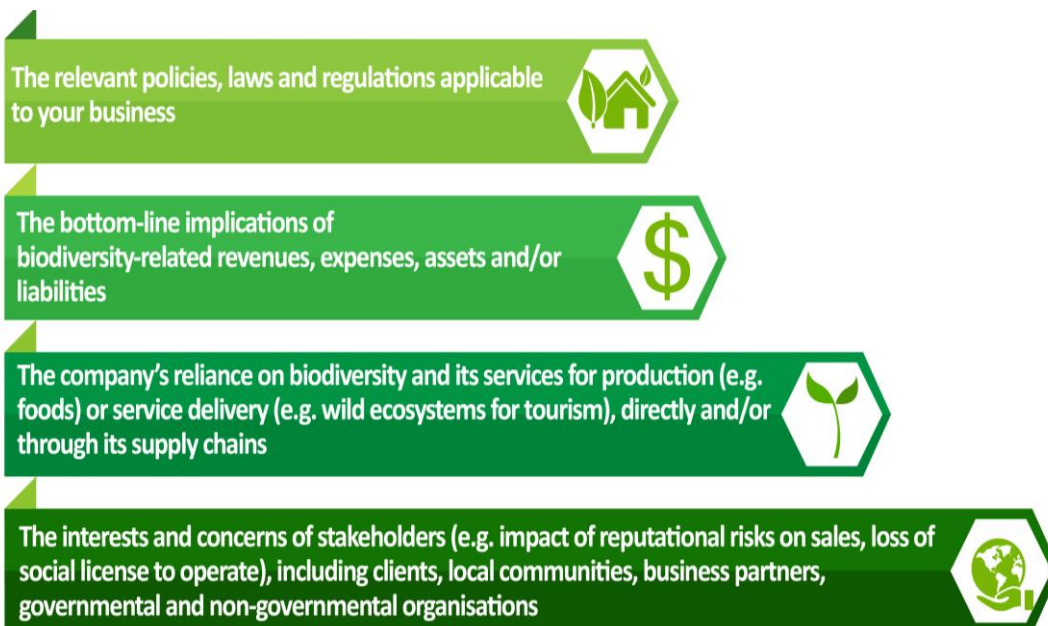 The relevant policies, laws and regulations applicable
to your business
The bottom-line implications of
biodiversity-related revenues, expenses, assets and/or
liabilities
$
The company’s reliance on biodiversity and its services for production (e.g.
foods) or service delivery (e.g. wild ecosystems for tourism), directly and/or
through its supply chains
The interests and concerns of stakeholders (e.g. impact of reputational risks on sales, loss of
social license to operate), including clients, local communities, business partners,
governmental and non-governmental organisations